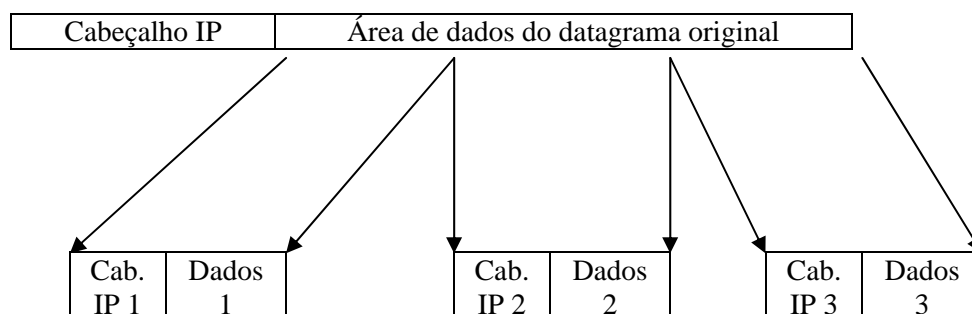 Cabeçalho IP Área de dados do datagrama original
Cab. Dados Cab. Dados Cab. Dados
IP 1 1 IP 2 2 IP 3 3